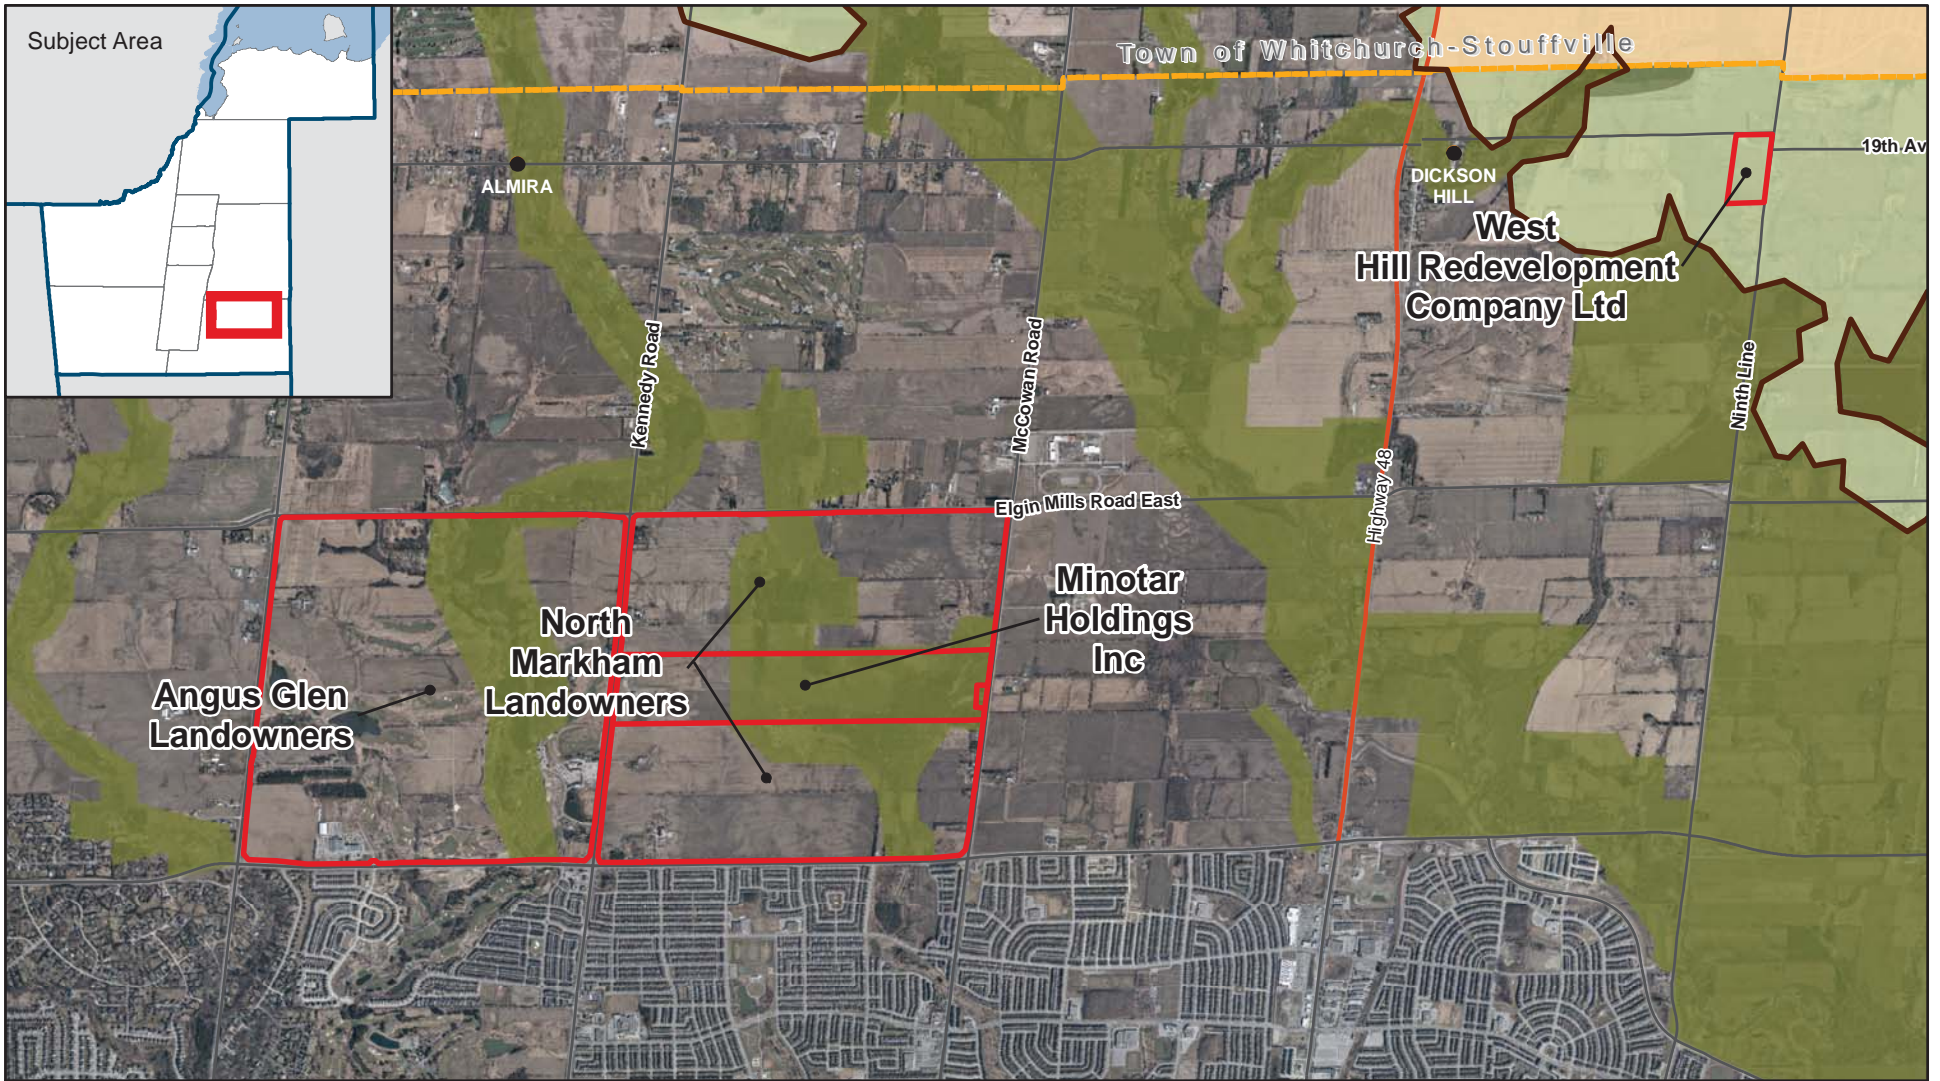 Subject Area
Town of Whitchurch-Stouffville
19th Av
ALMIRA
DICKSON
HILL
West
Hill Redevelopment
Company Ltd
Kennedy Road
McCowan Road
Ninth Line
Highway 48
Elgin Mills Road East
Minotar
Holdings
Inc
North
Markham
Landowners
Angus Glen
Landowners